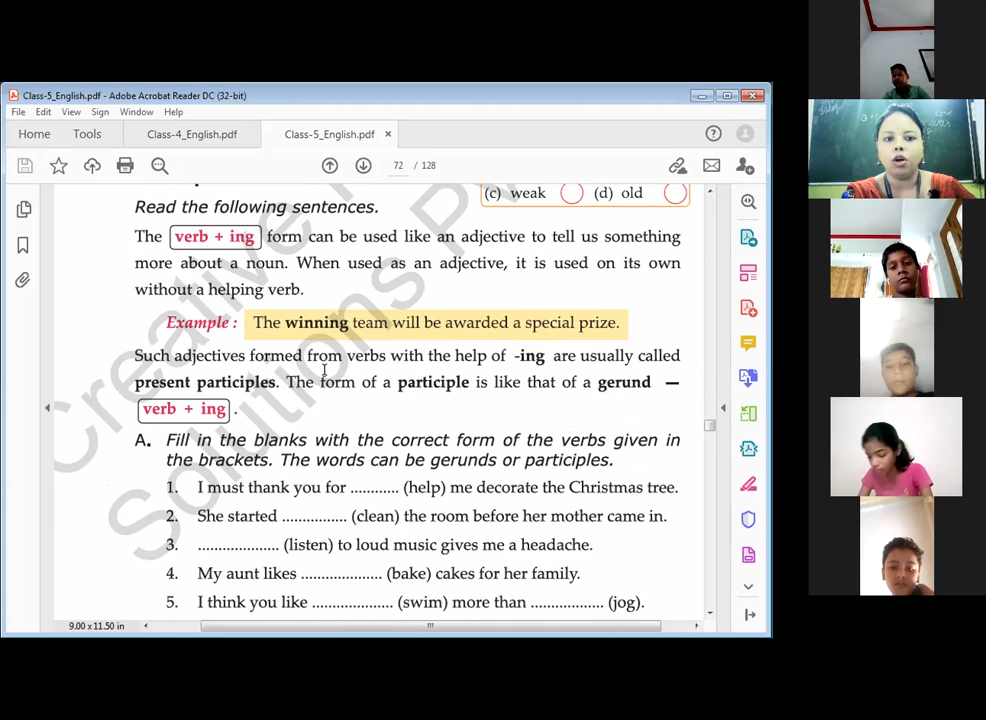 Class-5_English.pdf - Adobe Acrobat Reader DC (32-bit)
File Edit View Sign Window Help
Home Tools Class-4_English.pdf Class-5_English.pdf ×
72 / 128
(c) weak (d) old
Read the following sentences.
The verb + ing form can be used like an adjective to tell us something
more about a noun. When used as an adjective, it is used on its own
without a helping verb.
Example : The winning team will be awarded a special prize.
Such adjectives formed from verbs with the help of -ing are usually called
present participles. The form of a participle is like that of a gerund —
verb + ing .
A. Fill in the blanks with the correct form of the verbs given in
the brackets. The words can be gerunds or participles.
1. I must thank you for ............ (help) me decorate the Christmas tree.
2. She started ................ (clean) the room before her mother came in.
3. .................... (listen) to loud music gives me a headache.
4. My aunt likes .................... (bake) cakes for her family.
5. I think you like .................... (swim) more than .................. (jog).
9.00 x 11.50 in
Creative
Solutions P